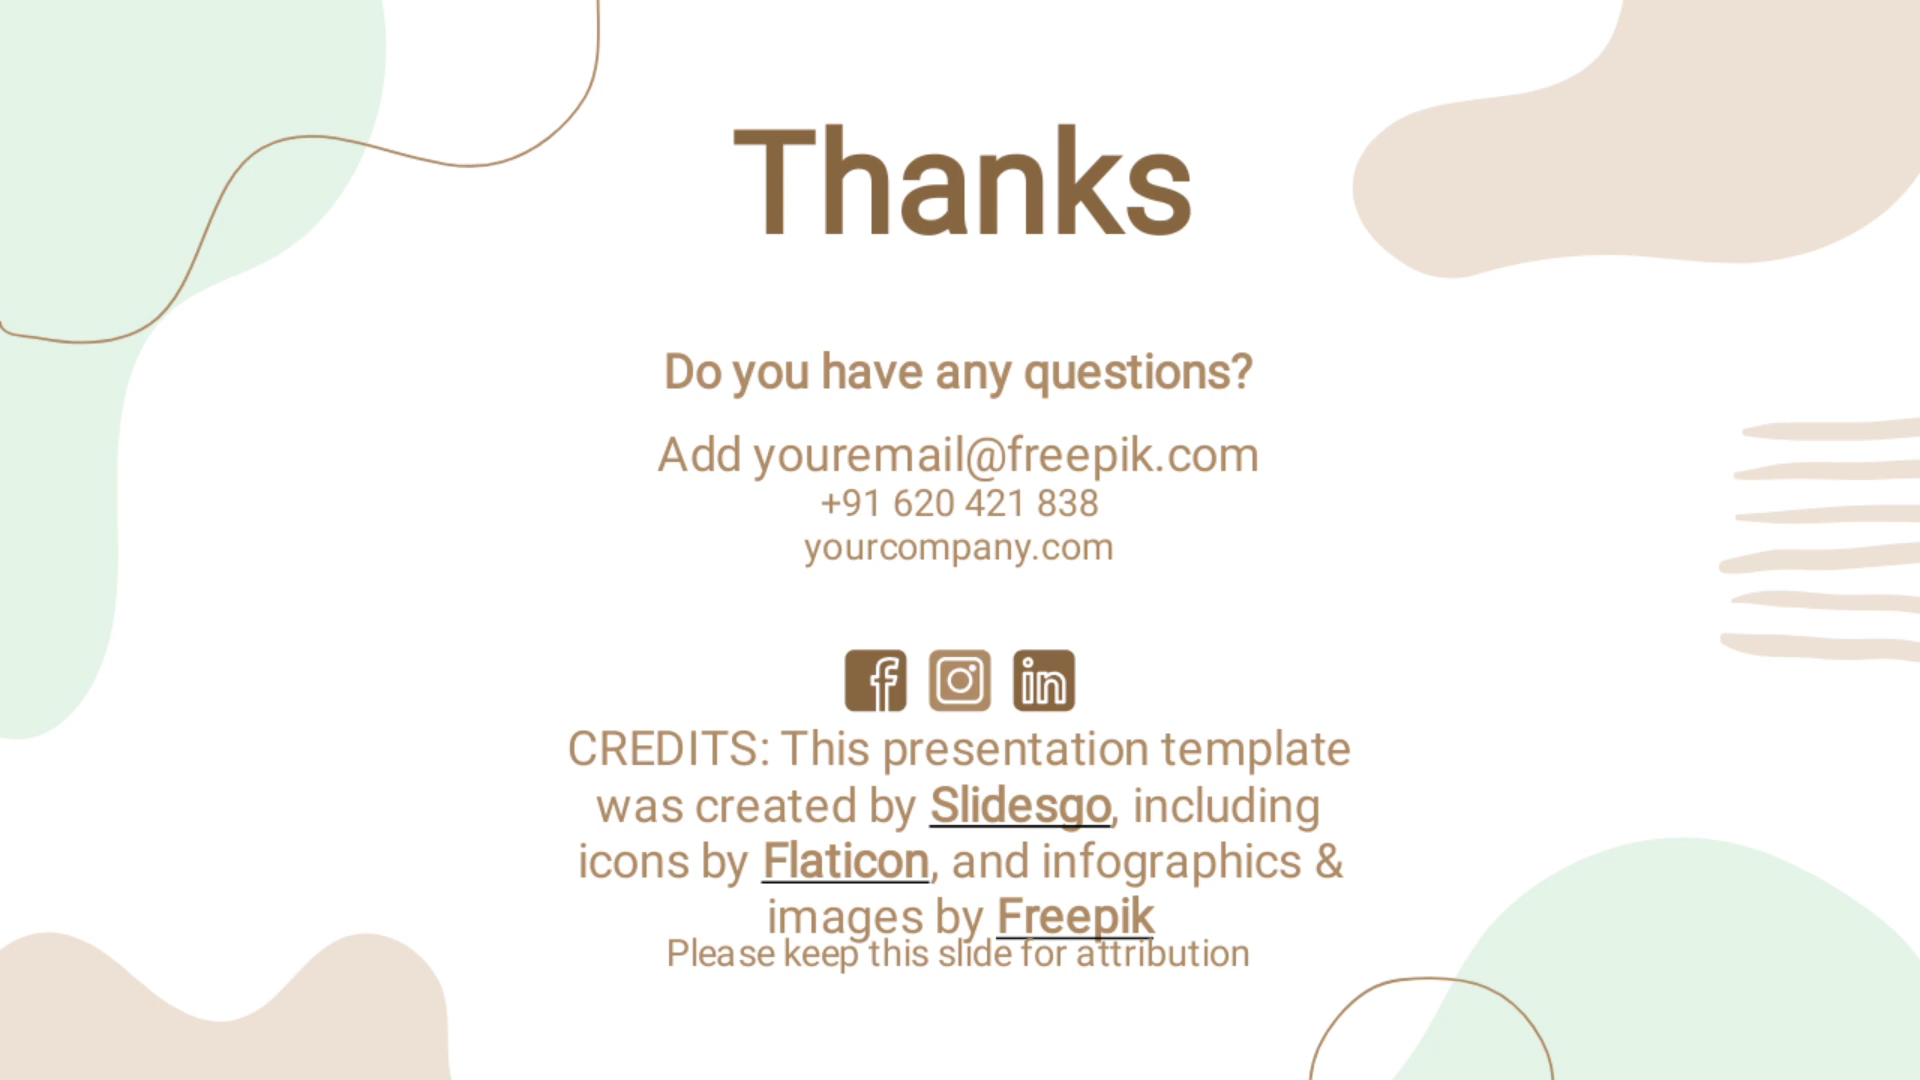 Thanks
Do you have any questions?
Add youremail@freepik.com
+91 620 421 838
yourcompany.com
f in
CREDITS: This presentation template
was created by Slidesgo, including
icons by Flaticon, and infographics &
images by Freepik
Please keep this slide for attribution